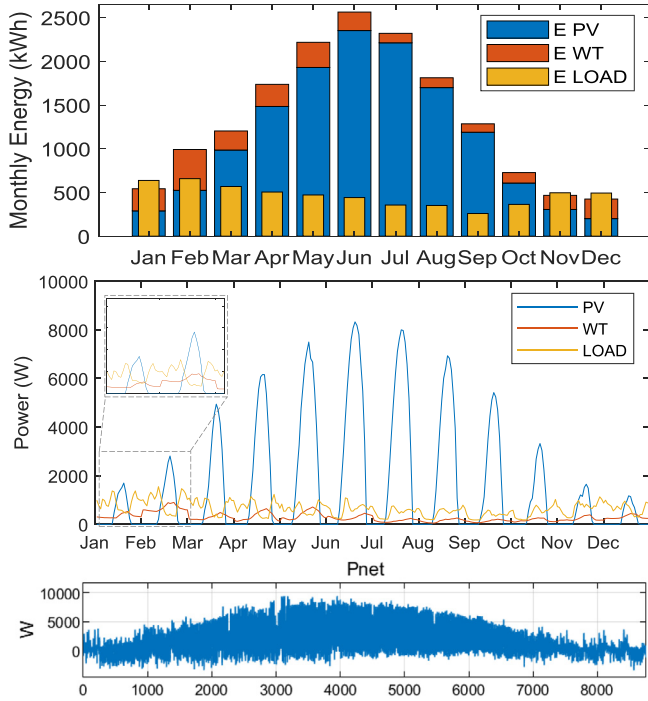 2500
2000
1500
1000
500
0
Monthly Energy (kWh)
E PV
E WT
E LOAD
Jan Feb Mar Apr May Jun Jul Aug Sep Oct Nov Dec
10000
8000
6000
4000
2000
0
Power (W)
PV
WT
LOAD
Jan Feb Mar Apr May Jun Jul Aug Sep Oct Nov Dec
Pnet
10000
5000
0
W
0 1000 2000 3000 4000 5000 6000 7000 8000